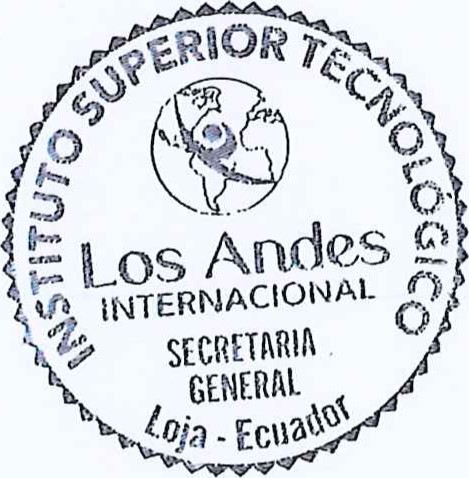 INSTITUTO SUPERIOR TECNOLÓGICO
Los Andes
INTERNACIONAL
SECRETARIA
GENERAL
Loja - Ecuador